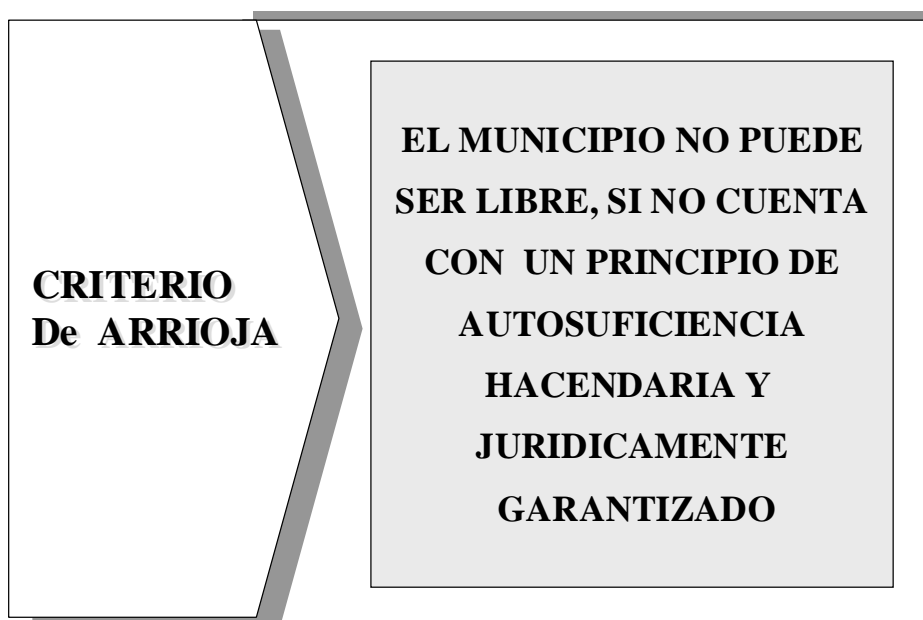 CRITERIO
De ARRIOJA
EL MUNICIPIO NO PUEDE
SER LIBRE, SI NO CUENTA
CON UN PRINCIPIO DE
AUTOSUFICIENCIA
HACENDARIA Y
JURIDICAMENTE
GARANTIZADO